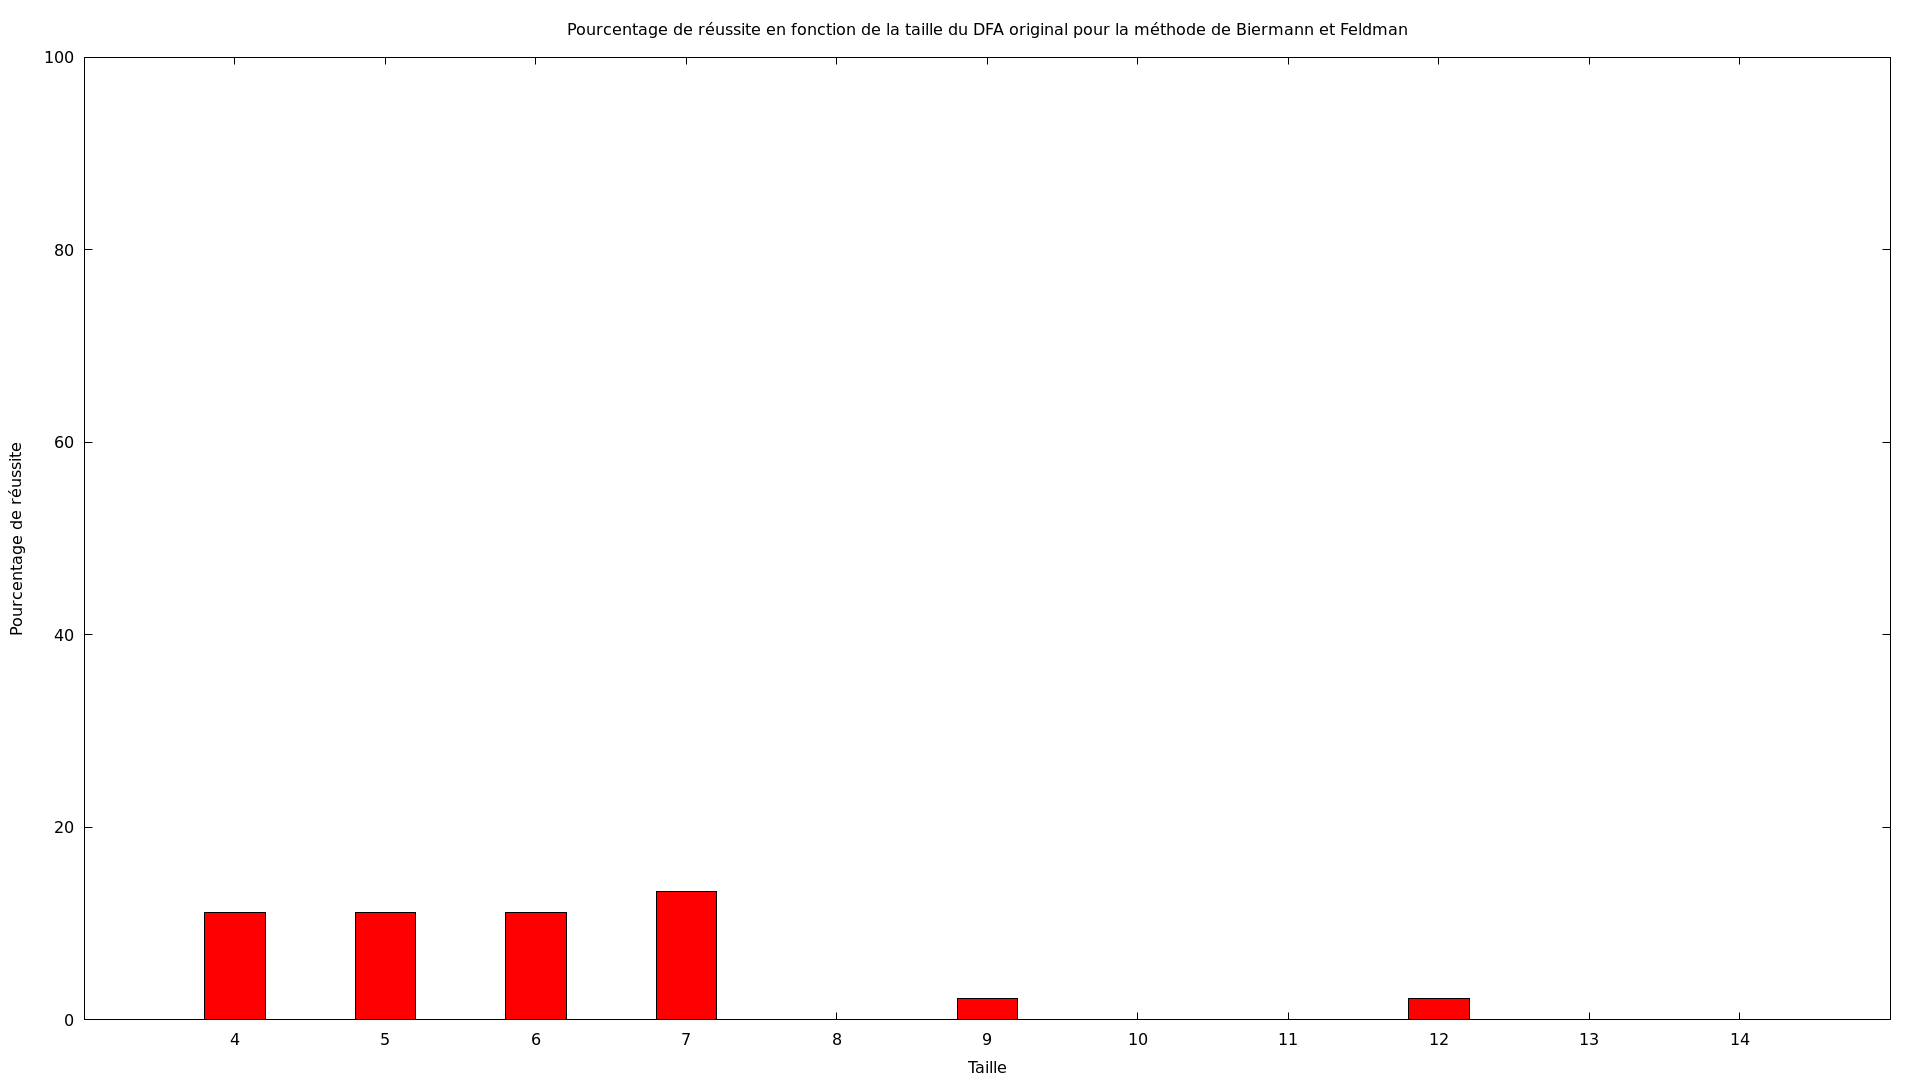 Pourcentage de réussite en fonction de la taille du DFA original pour la méthode de Biermann et Feldman
100
80
60
40
20
0
Pourcentage de réussite
4 5 6 7 8 9 10 11 12 13 14
Taille